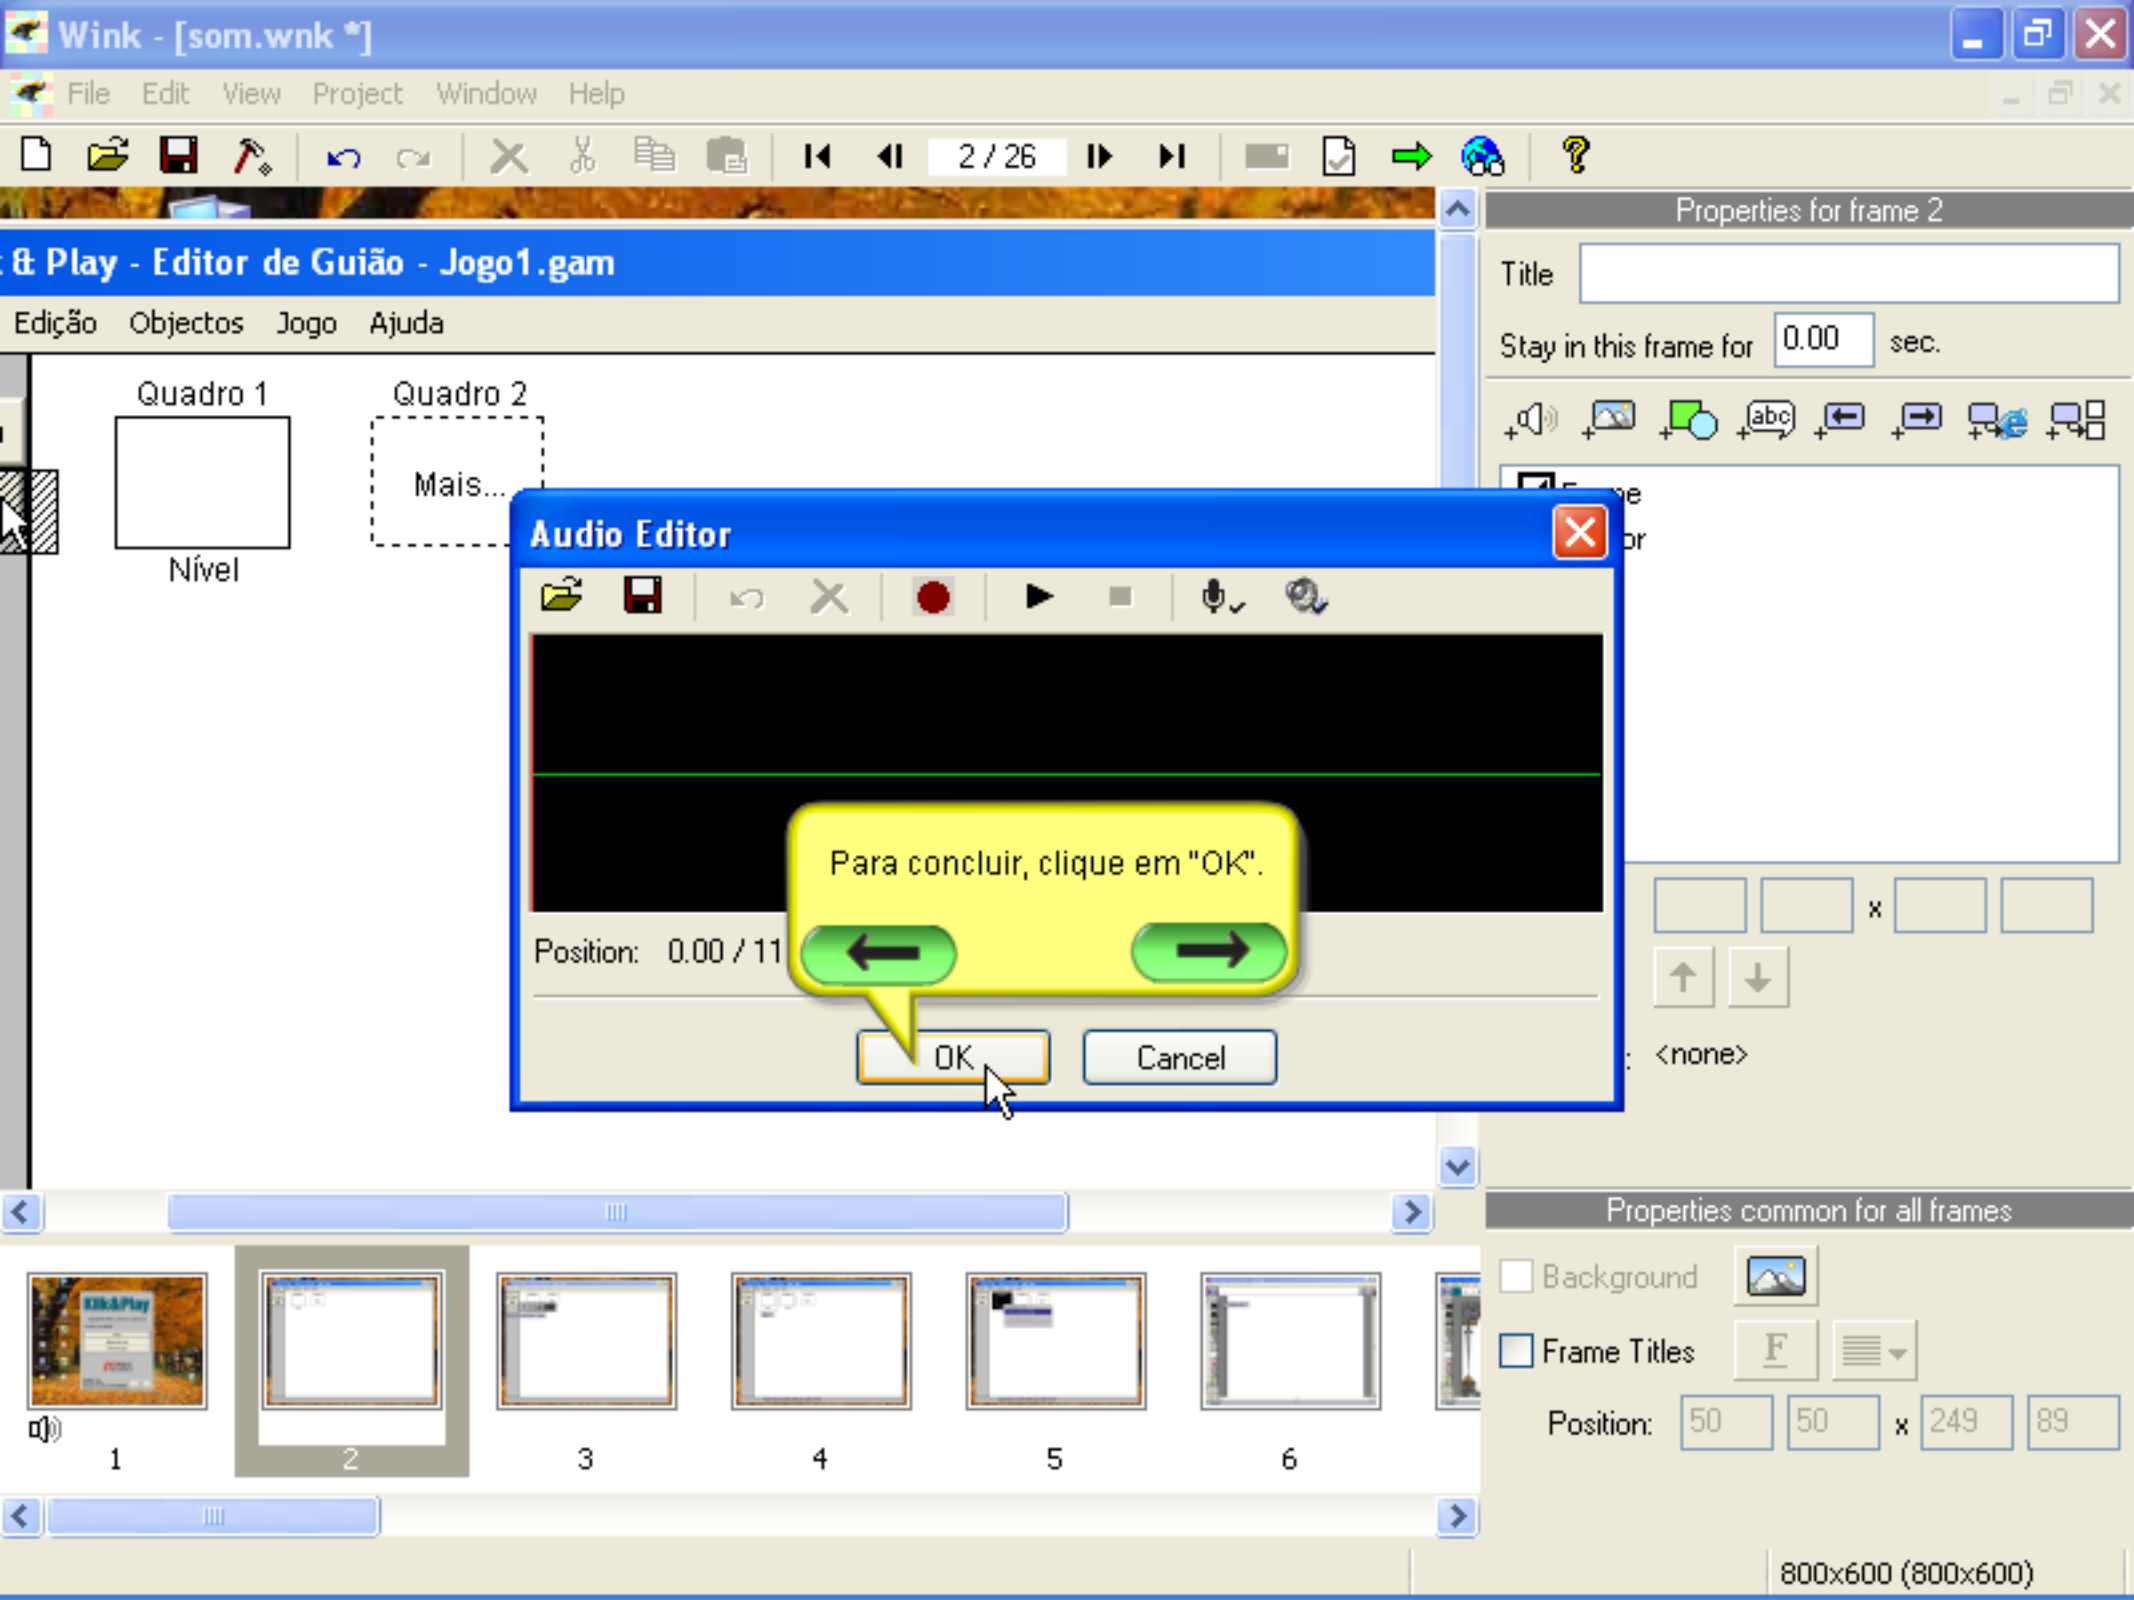 Wink - [som.wnk *]
File Edit View Project Window Help
2 / 26
Properties for frame 2
& Play - Editor de Guião - Jogo1.gam
Title
Edição Objectos Jogo Ajuda
Stay in this frame for 0.00 sec.
Quadro 1 Quadro 2
abc
Mais...
Nível
Audio Editor
Para concluir, clique em "OK".
x
Position: 0.00 / 11
OK Cancel
: <none>
Properties common for all frames
Background
Klik&Play
Frame Titles F
Position: 50 50 x 249 89
1 2 3 4 5 6
800x600 (800x600)